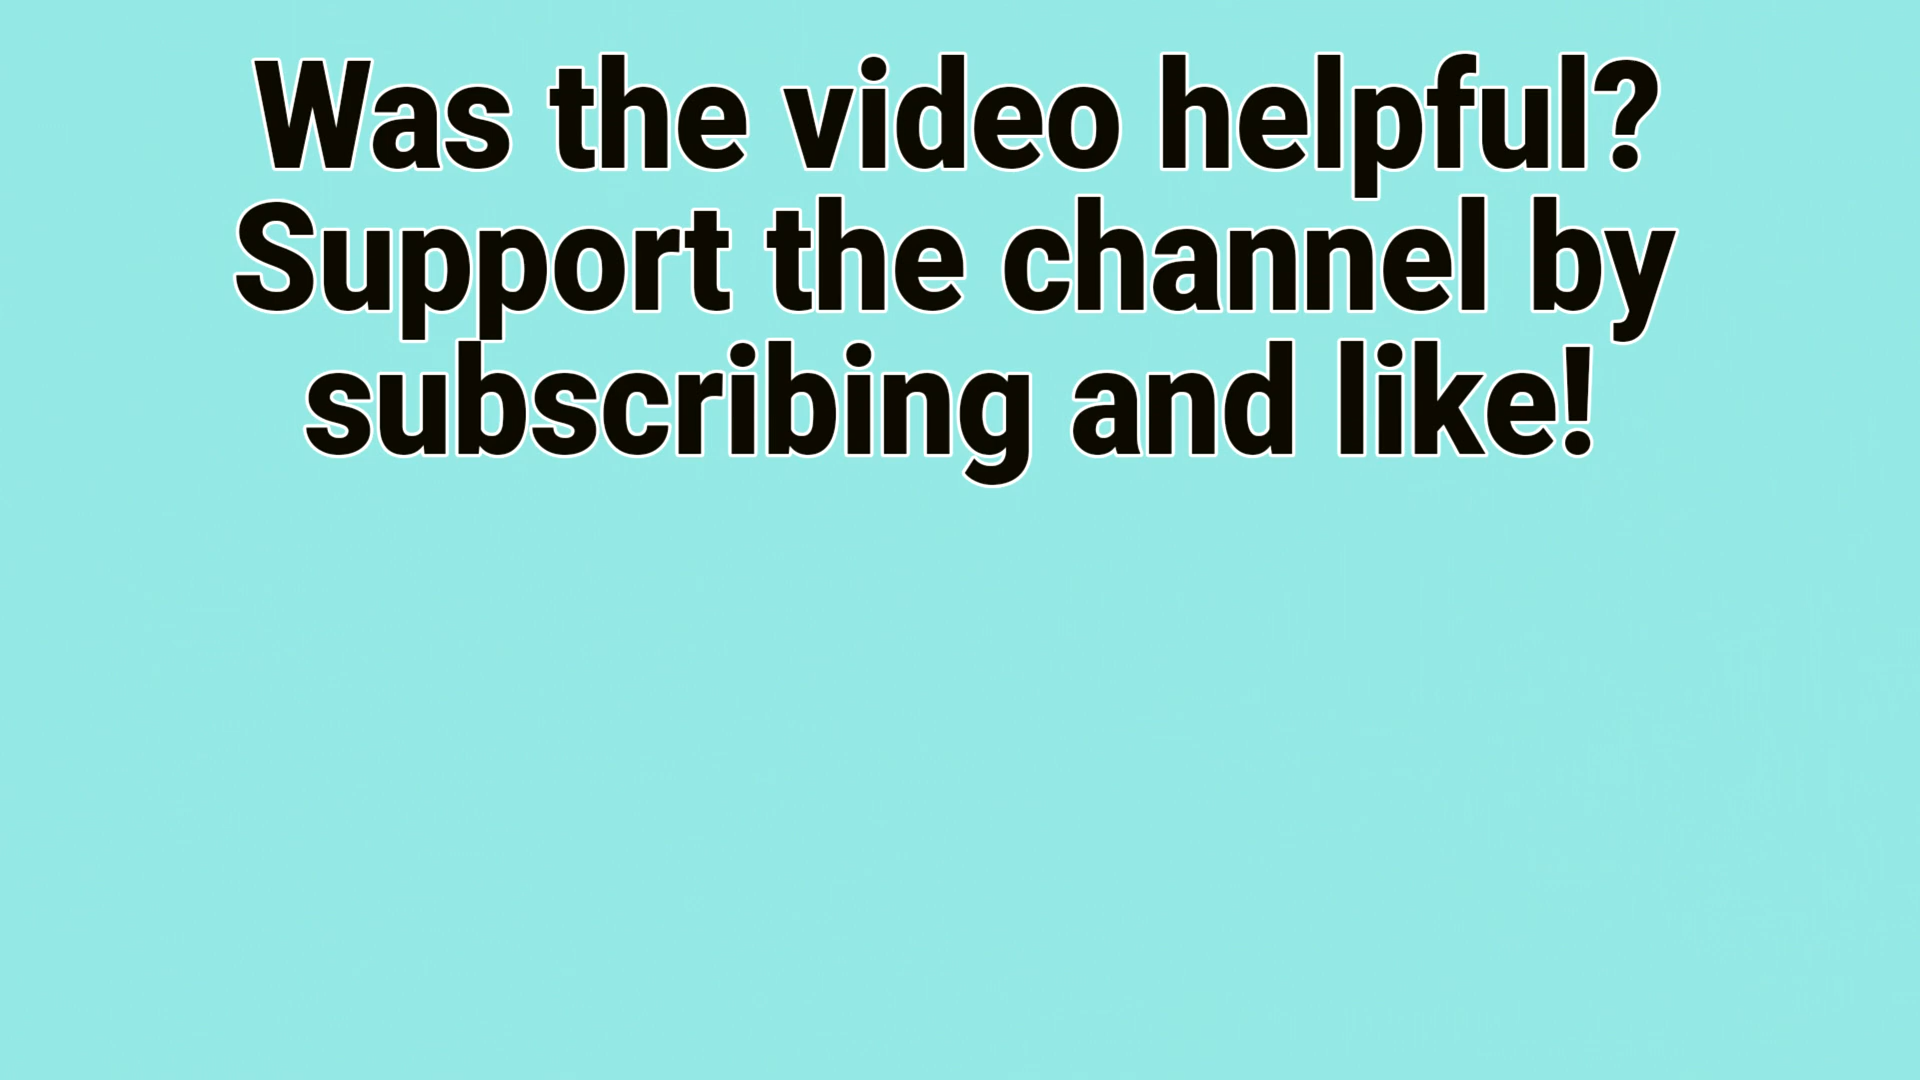 Was the video helpful?
Support the channel by
subscribing and like!